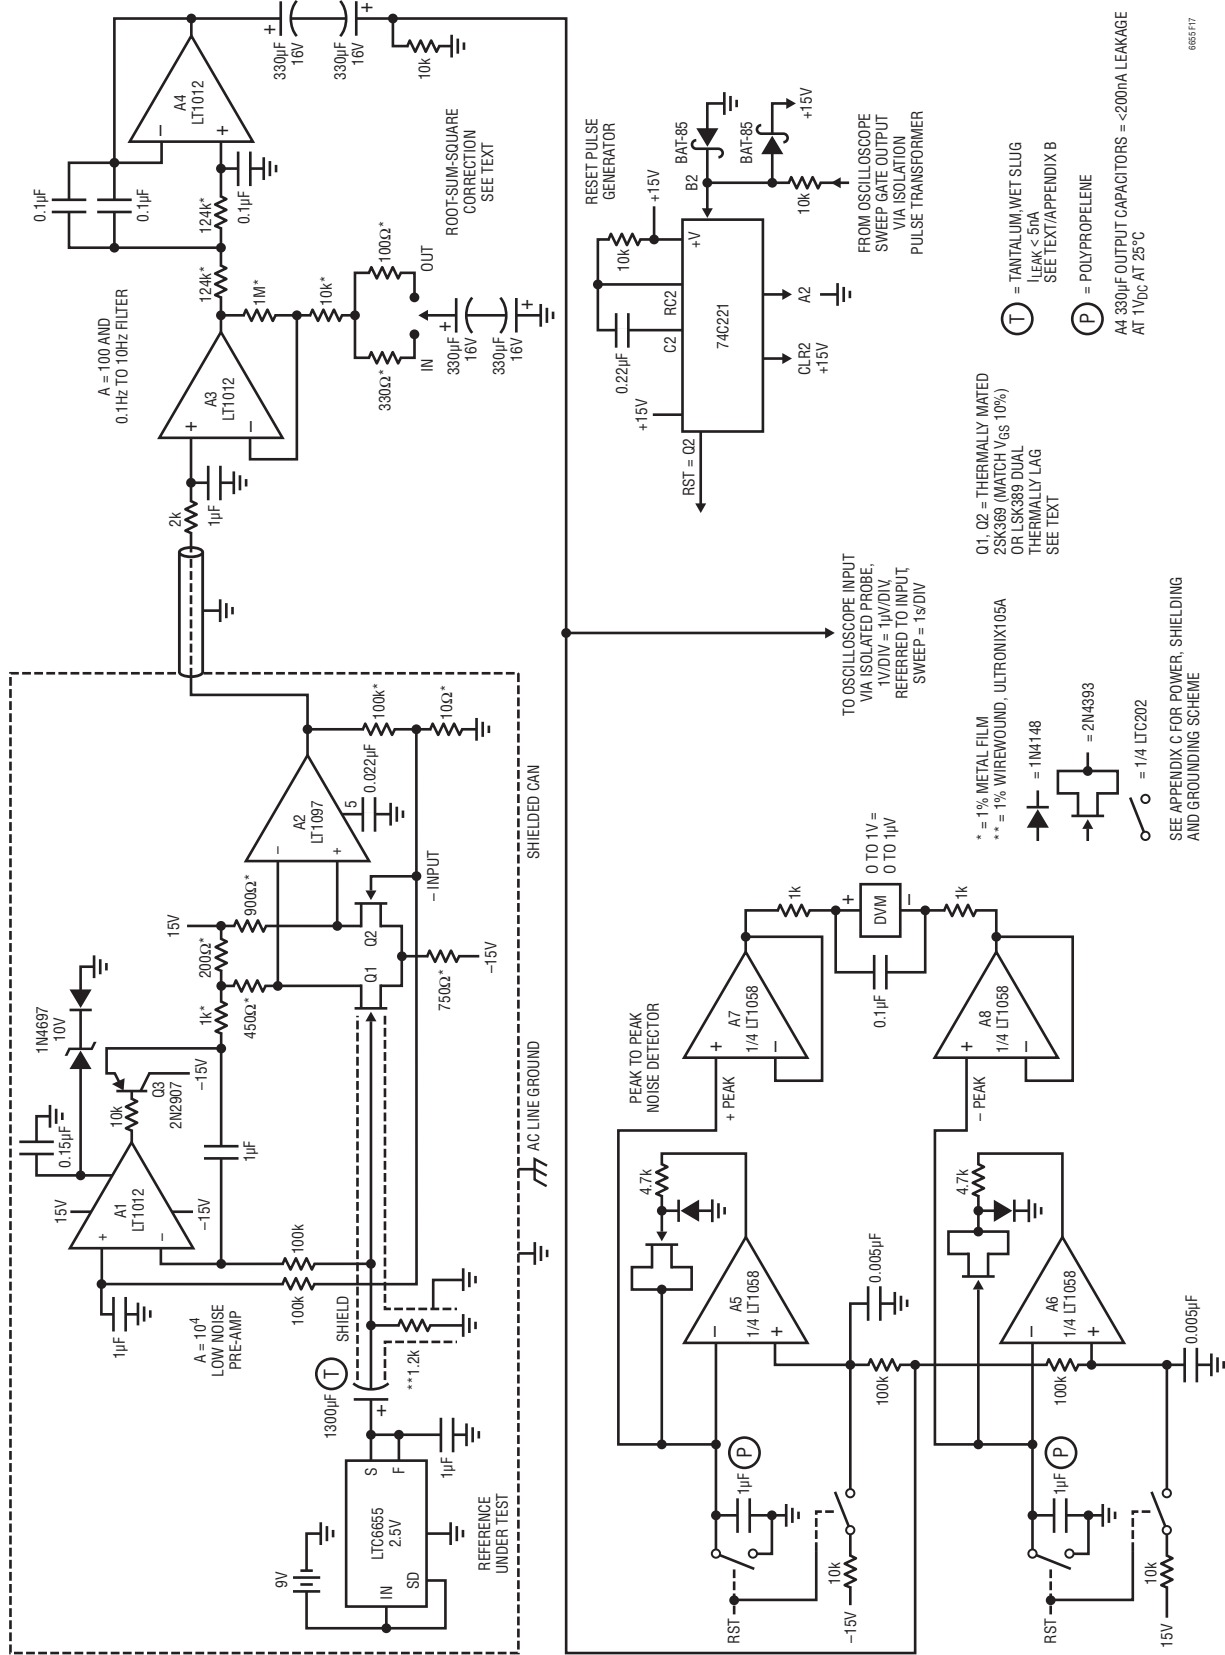 9V
IN
LTC6655
2.5V
SD
S
F
REFERENCE
UNDER TEST
1µF
1300µF
T
+
**1.2k
SHIELD
A = 10⁴
LOW NOISE
PRE-AMP
1µF
100k
100k
15V
+
–
A1
LT1012
–15V
0.15µF
1N4697
10V
10k
Q3
2N2907
–15V
1µF
1k*
200Ω*
15V
450Ω*
900Ω*
Q1
Q2
750Ω*
–15V
–
+
A2
LT1097
5
0.022µF
– INPUT
100k*
10Ω*
SHIELDED CAN
AC LINE GROUND
2k
1µF
A = 100 AND
0.1Hz TO 10Hz FILTER
+
–
A3
LT1012
124k*
1M*
10k*
330Ω*
100Ω*
IN
OUT
330µF
16V
+
330µF
16V
+
ROOT-SUM-SQUARE
CORRECTION
SEE TEXT
0.1µF
0.1µF
124k*
0.1µF
–
+
A4
LT1012
+
330µF
16V
330µF
16V
+
10k
RST
1µF
P
10k
–15V
–
+
A5
1/4 LT1058
4.7k
100k
0.005µF
PEAK TO PEAK
NOISE DETECTOR
+ PEAK
+
–
A7
1/4 LT1058
1k
0.1µF
+
DVM
–
0 TO 1V =
0 TO 1µV
1k
RST
1µF
P
10k
15V
–
+
A6
1/4 LT1058
4.7k
100k
0.005µF
– PEAK
+
–
A8
1/4 LT1058
TO OSCILLOSCOPE INPUT
VIA ISOLATED PROBE,
1V/DIV = 1µV/DIV,
REFERRED TO INPUT,
SWEEP = 1s/DIV
RESET PULSE
GENERATOR
+15V
0.22µF
10k
+15V
RST = Q2
C2
RC2
+V
74C221
CLR2
+15V
A2
B2
BAT-85
BAT-85
+15V
10k
FROM OSCILLOSCOPE
SWEEP GATE OUTPUT
VIA ISOLATION
PULSE TRANSFORMER
* = 1% METAL FILM
** = 1% WIREWOUND, ULTRONIX105A
= 1N4148
= 2N4393
= 1/4 LTC202
SEE APPENDIX C FOR POWER, SHIELDING
AND GROUNDING SCHEME
Q1, Q2 = THERMALLY MATED
2SK369 (MATCH VGS 10%)
OR LSK389 DUAL
THERMALLY LAG
SEE TEXT
T = TANTALUM,WET SLUG
ILEAK < 5nA
SEE TEXT/APPENDIX B
P = POLYPROPELENE
A4 330µF OUTPUT CAPACITORS = <200nA LEAKAGE
AT 1VDC AT 25°C
6655 F17